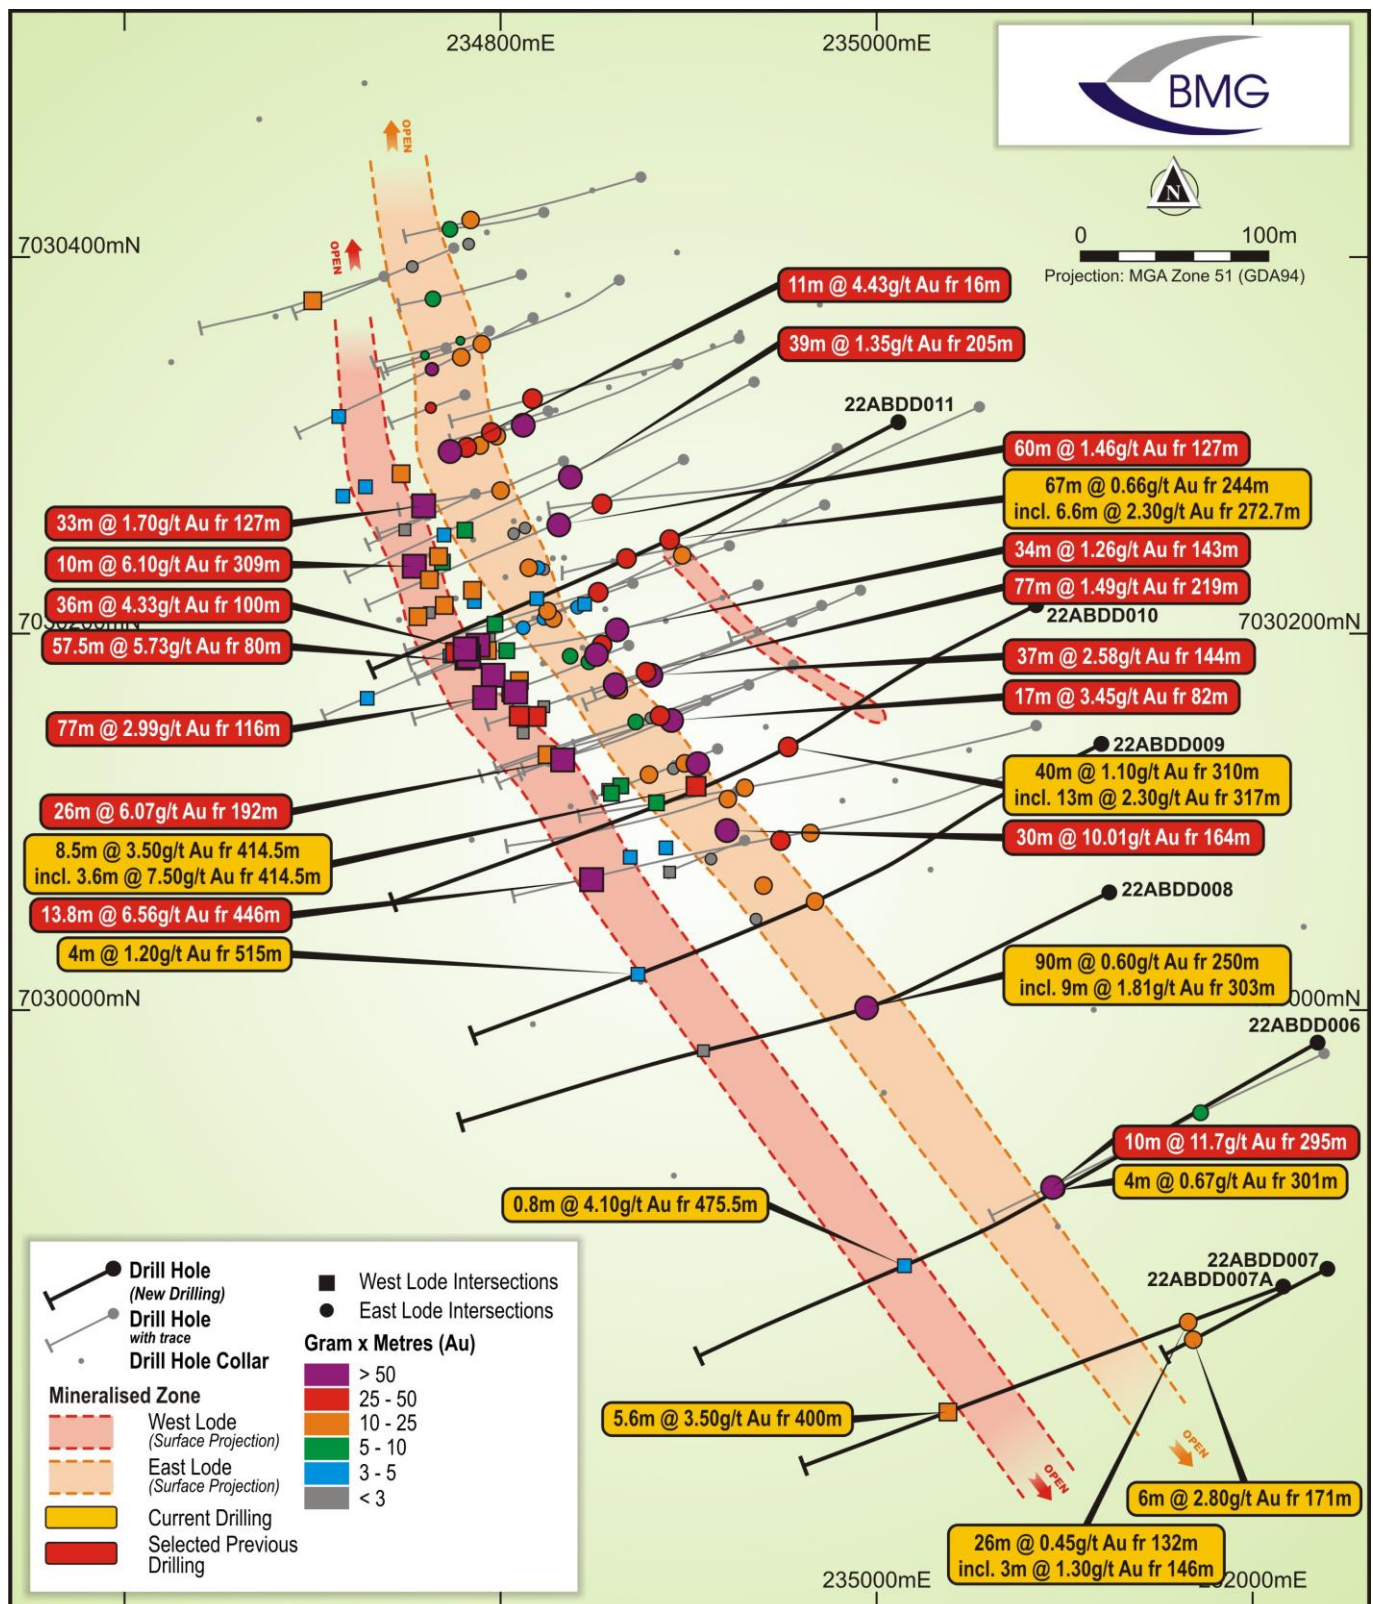 234800mE
235000mE
BMG
N
OPEN
OPEN
7030400mN
0 100m
Projection: MGA Zone 51 (GDA94)
11m @ 4.43g/t Au fr 16m
39m @ 1.35g/t Au fr 205m
22ABDD011
60m @ 1.46g/t Au fr 127m
67m @ 0.66g/t Au fr 244m
incl. 6.6m @ 2.30g/t Au fr 272.7m
33m @ 1.70g/t Au fr 127m
34m @ 1.26g/t Au fr 143m
10m @ 6.10g/t Au fr 309m
77m @ 1.49g/t Au fr 219m
36m @ 4.33g/t Au fr 100m
22ABDD010
7030200mN
7030200mN
57.5m @ 5.73g/t Au fr 80m
37m @ 2.58g/t Au fr 144m
17m @ 3.45g/t Au fr 82m
77m @ 2.99g/t Au fr 116m
22ABDD009
40m @ 1.10g/t Au fr 310m
incl. 13m @ 2.30g/t Au fr 317m
26m @ 6.07g/t Au fr 192m
30m @ 10.01g/t Au fr 164m
8.5m @ 3.50g/t Au fr 414.5m
incl. 3.6m @ 7.50g/t Au fr 414.5m
22ABDD008
13.8m @ 6.56g/t Au fr 446m
4m @ 1.20g/t Au fr 515m
90m @ 0.60g/t Au fr 250m
incl. 9m @ 1.81g/t Au fr 303m
7030000mN
000mN
22ABDD006
10m @ 11.7g/t Au fr 295m
4m @ 0.67g/t Au fr 301m
0.8m @ 4.10g/t Au fr 475.5m
22ABDD007
22ABDD007A
5.6m @ 3.50g/t Au fr 400m
OPEN
OPEN
6m @ 2.80g/t Au fr 171m
26m @ 0.45g/t Au fr 132m
incl. 3m @ 1.30g/t Au fr 146m
235000mE
2000mE
Drill Hole
(New Drilling)
Drill Hole
with trace
Drill Hole Collar
Mineralised Zone
West Lode
(Surface Projection)
East Lode
(Surface Projection)
Current Drilling
Selected Previous
Drilling
West Lode Intersections
East Lode Intersections
Gram x Metres (Au)
> 50
25 - 50
10 - 25
5 - 10
3 - 5
< 3